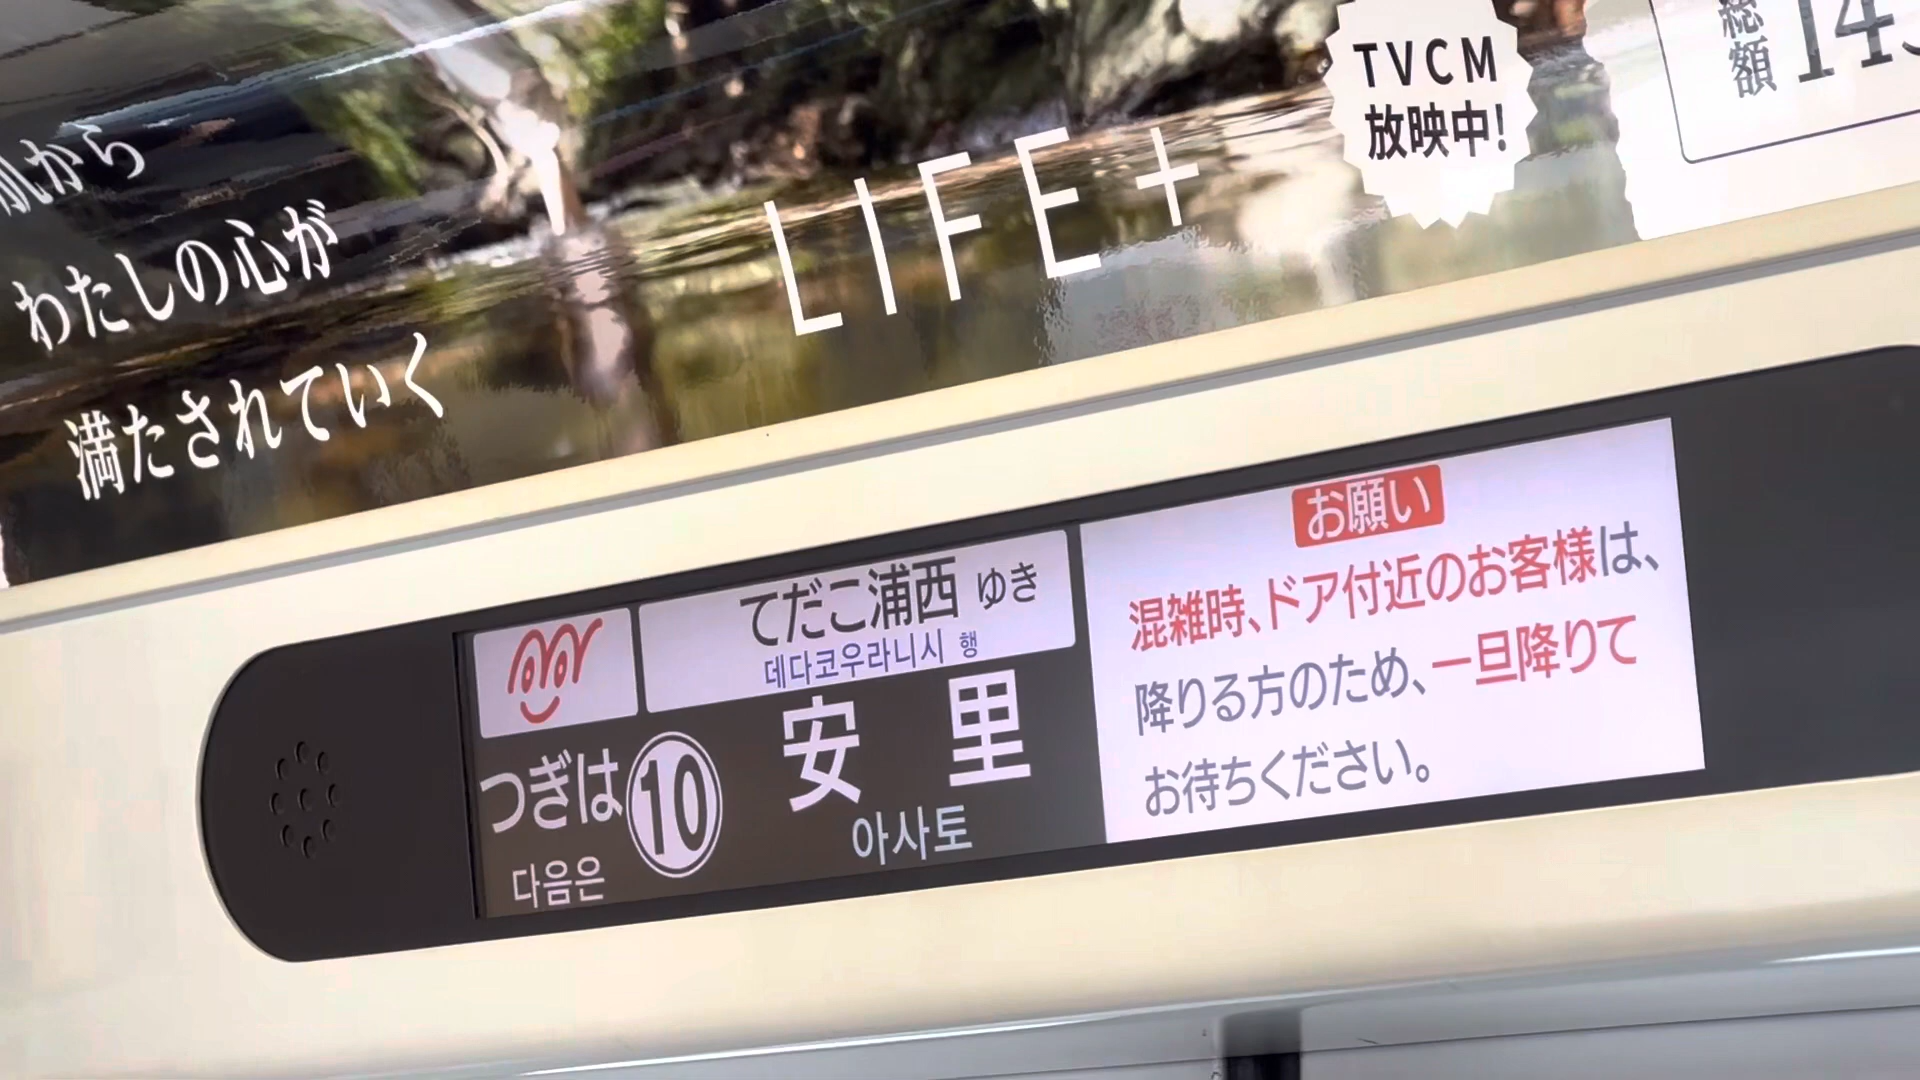 肌から
わたしの心が
満たされていく
LIFE+
TVCM
放映中!
総額
てだこ浦西 ゆき
데다코우라니시 행
つぎは
다음은
10
安里
아사토
お願い
混雑時、ドア付近のお客様は、
降りる方のため、一旦降りて
お待ちください。